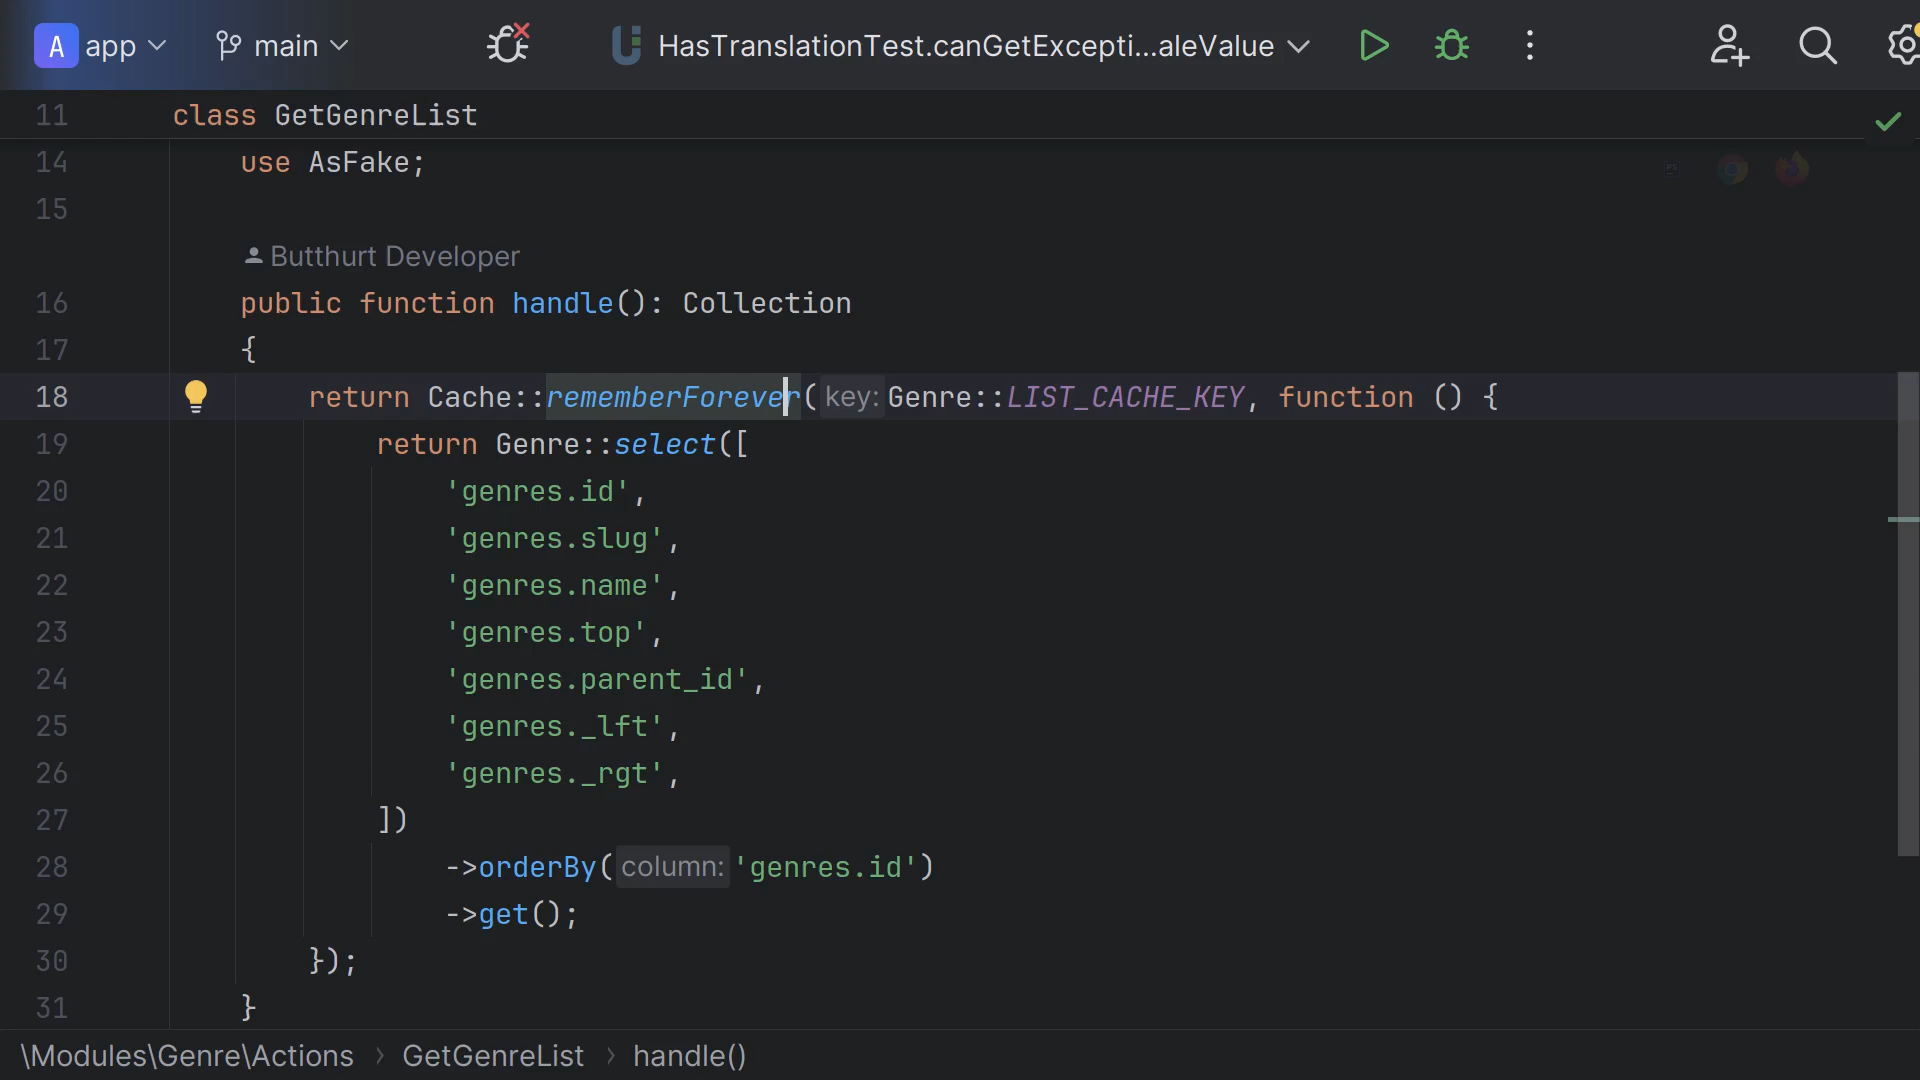 A app main HasTranslationTest.canGetExcepti...aleValue
11 class GetGenreList
14 use AsFake;
15
Butthurt Developer
16 public function handle(): Collection
17 {
18 return Cache::rememberForever( key: Genre::LIST_CACHE_KEY, function () {
19 return Genre::select([
20 'genres.id',
21 'genres.slug',
22 'genres.name',
23 'genres.top',
24 'genres.parent_id',
25 'genres._lft',
26 'genres._rgt',
27 ])
28 ->orderBy( column: 'genres.id')
29 ->get();
30 });
31 }
\Modules\Genre\Actions › GetGenreList › handle()